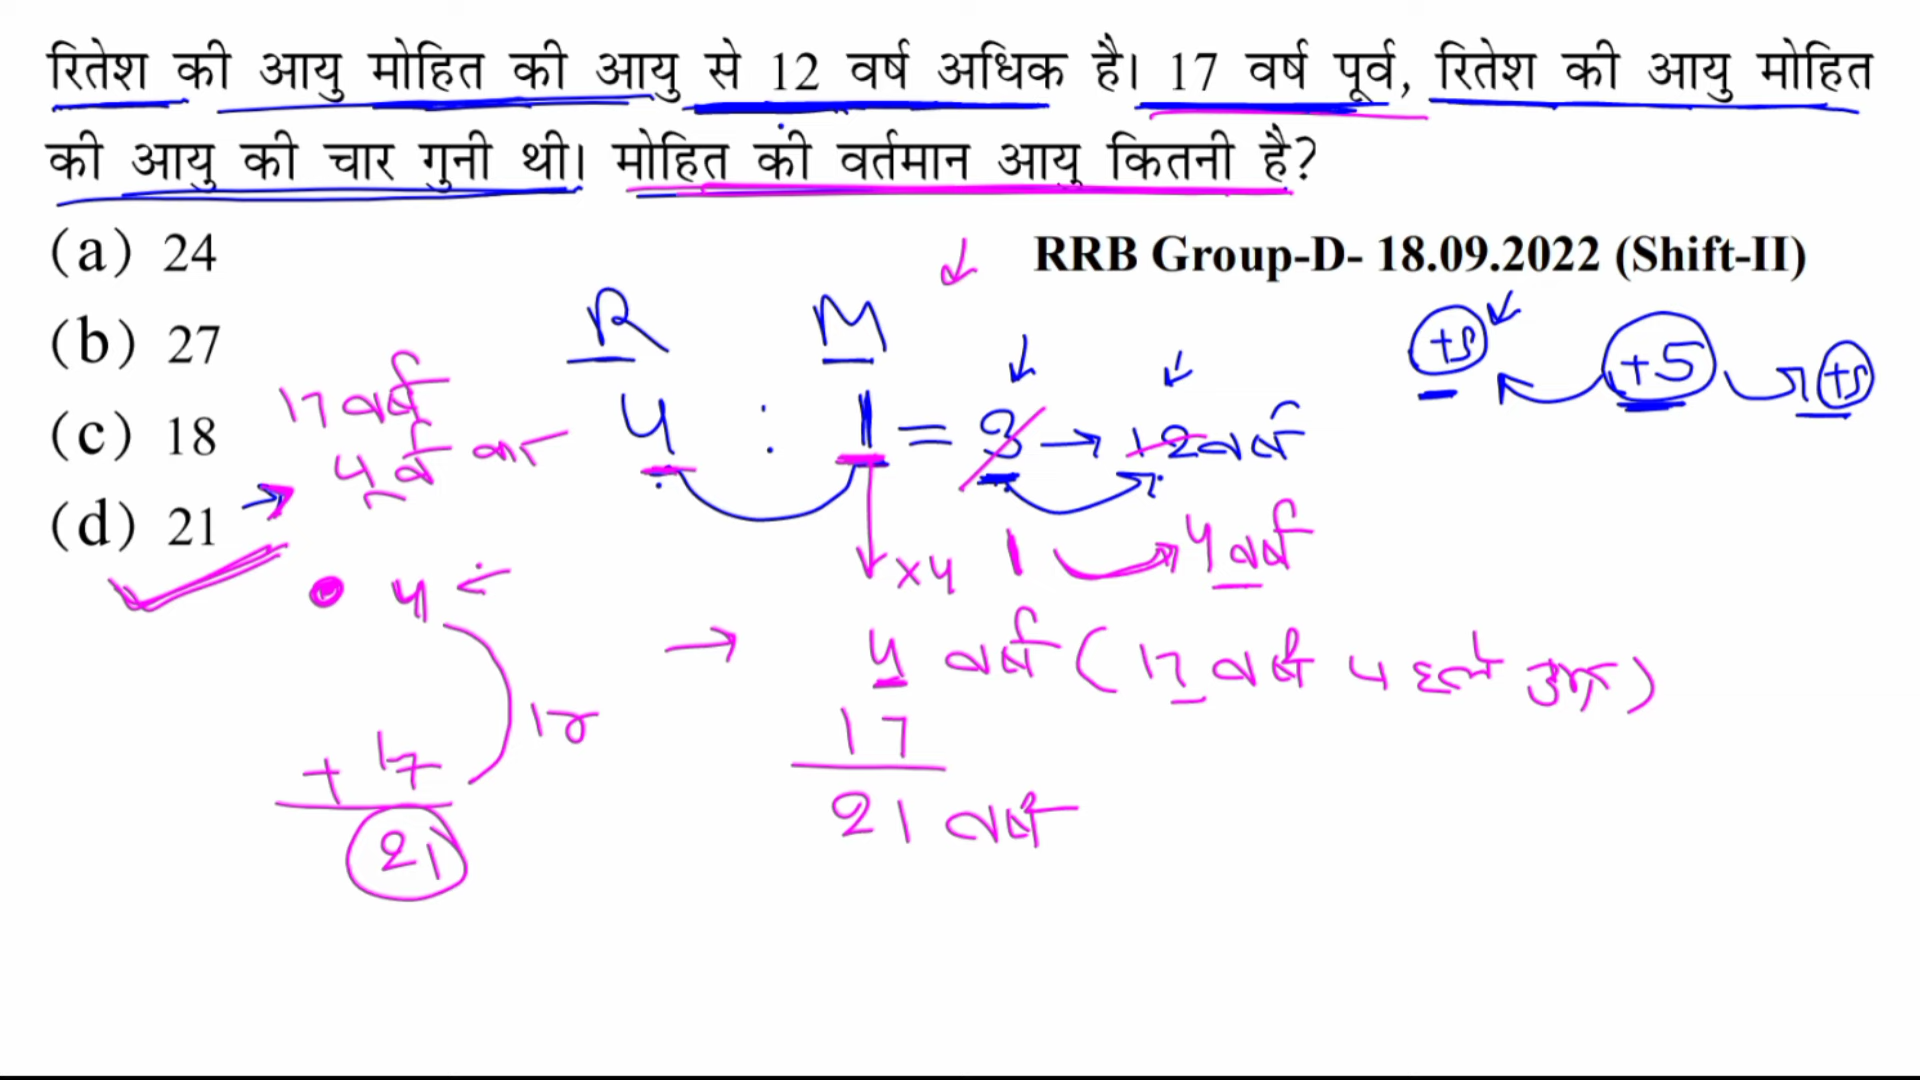 रितेश की आयु मोहित की आयु से 12 वर्ष अधिक है। 17 वर्ष पूर्व, रितेश की आयु मोहित
की आयु की चार गुनी थी। मोहित की वर्तमान आयु कितनी है?
(a) 24
RRB Group-D- 18.09.2022 (Shift-II)
(b) 27
R M
+5 +5 +5
17 वर्ष
(c) 18
4 : 1 = 3 → 12 वर्ष
(d) 21
×4 1 4 वर्ष
4
4 वर्ष (17 वर्ष पहले उम्र)
17
+ 17
21 वर्ष
21